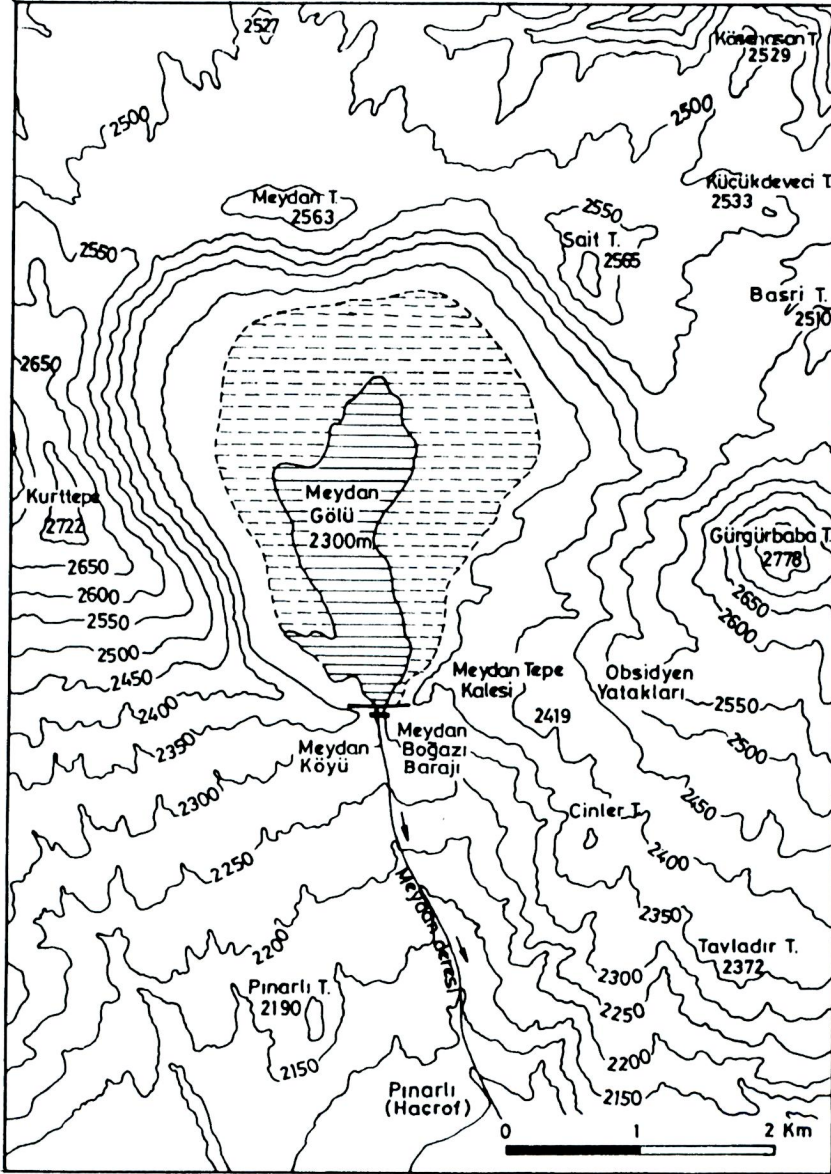 2527
Kösehasan T.
2529
2500
2500
Meydan T.
2563
Küçükdeveci T.
2533
2550
Sait T.
2565
2550
Basri T.
2510
2650
Kurttepe
2722
Meydan
Gölü
2300m
Gürgürbaba T.
2778
2650
2600
2550
2500
2450
2400
2350
2300
2250
2200
2650
2600
Meydan Tepe
Kalesi
Obsidyen
Yatakları
2419
2550
2500
2450
2400
2350
Meydan
Köyü
Meydan
Boğazı
Barajı
Cinler T.
Meydan deresi
Tavladır T.
2372
2300
2250
2200
2150
Pınarlı T.
2190
2150
Pınarlı
(Hacrof)
0 1 2 Km